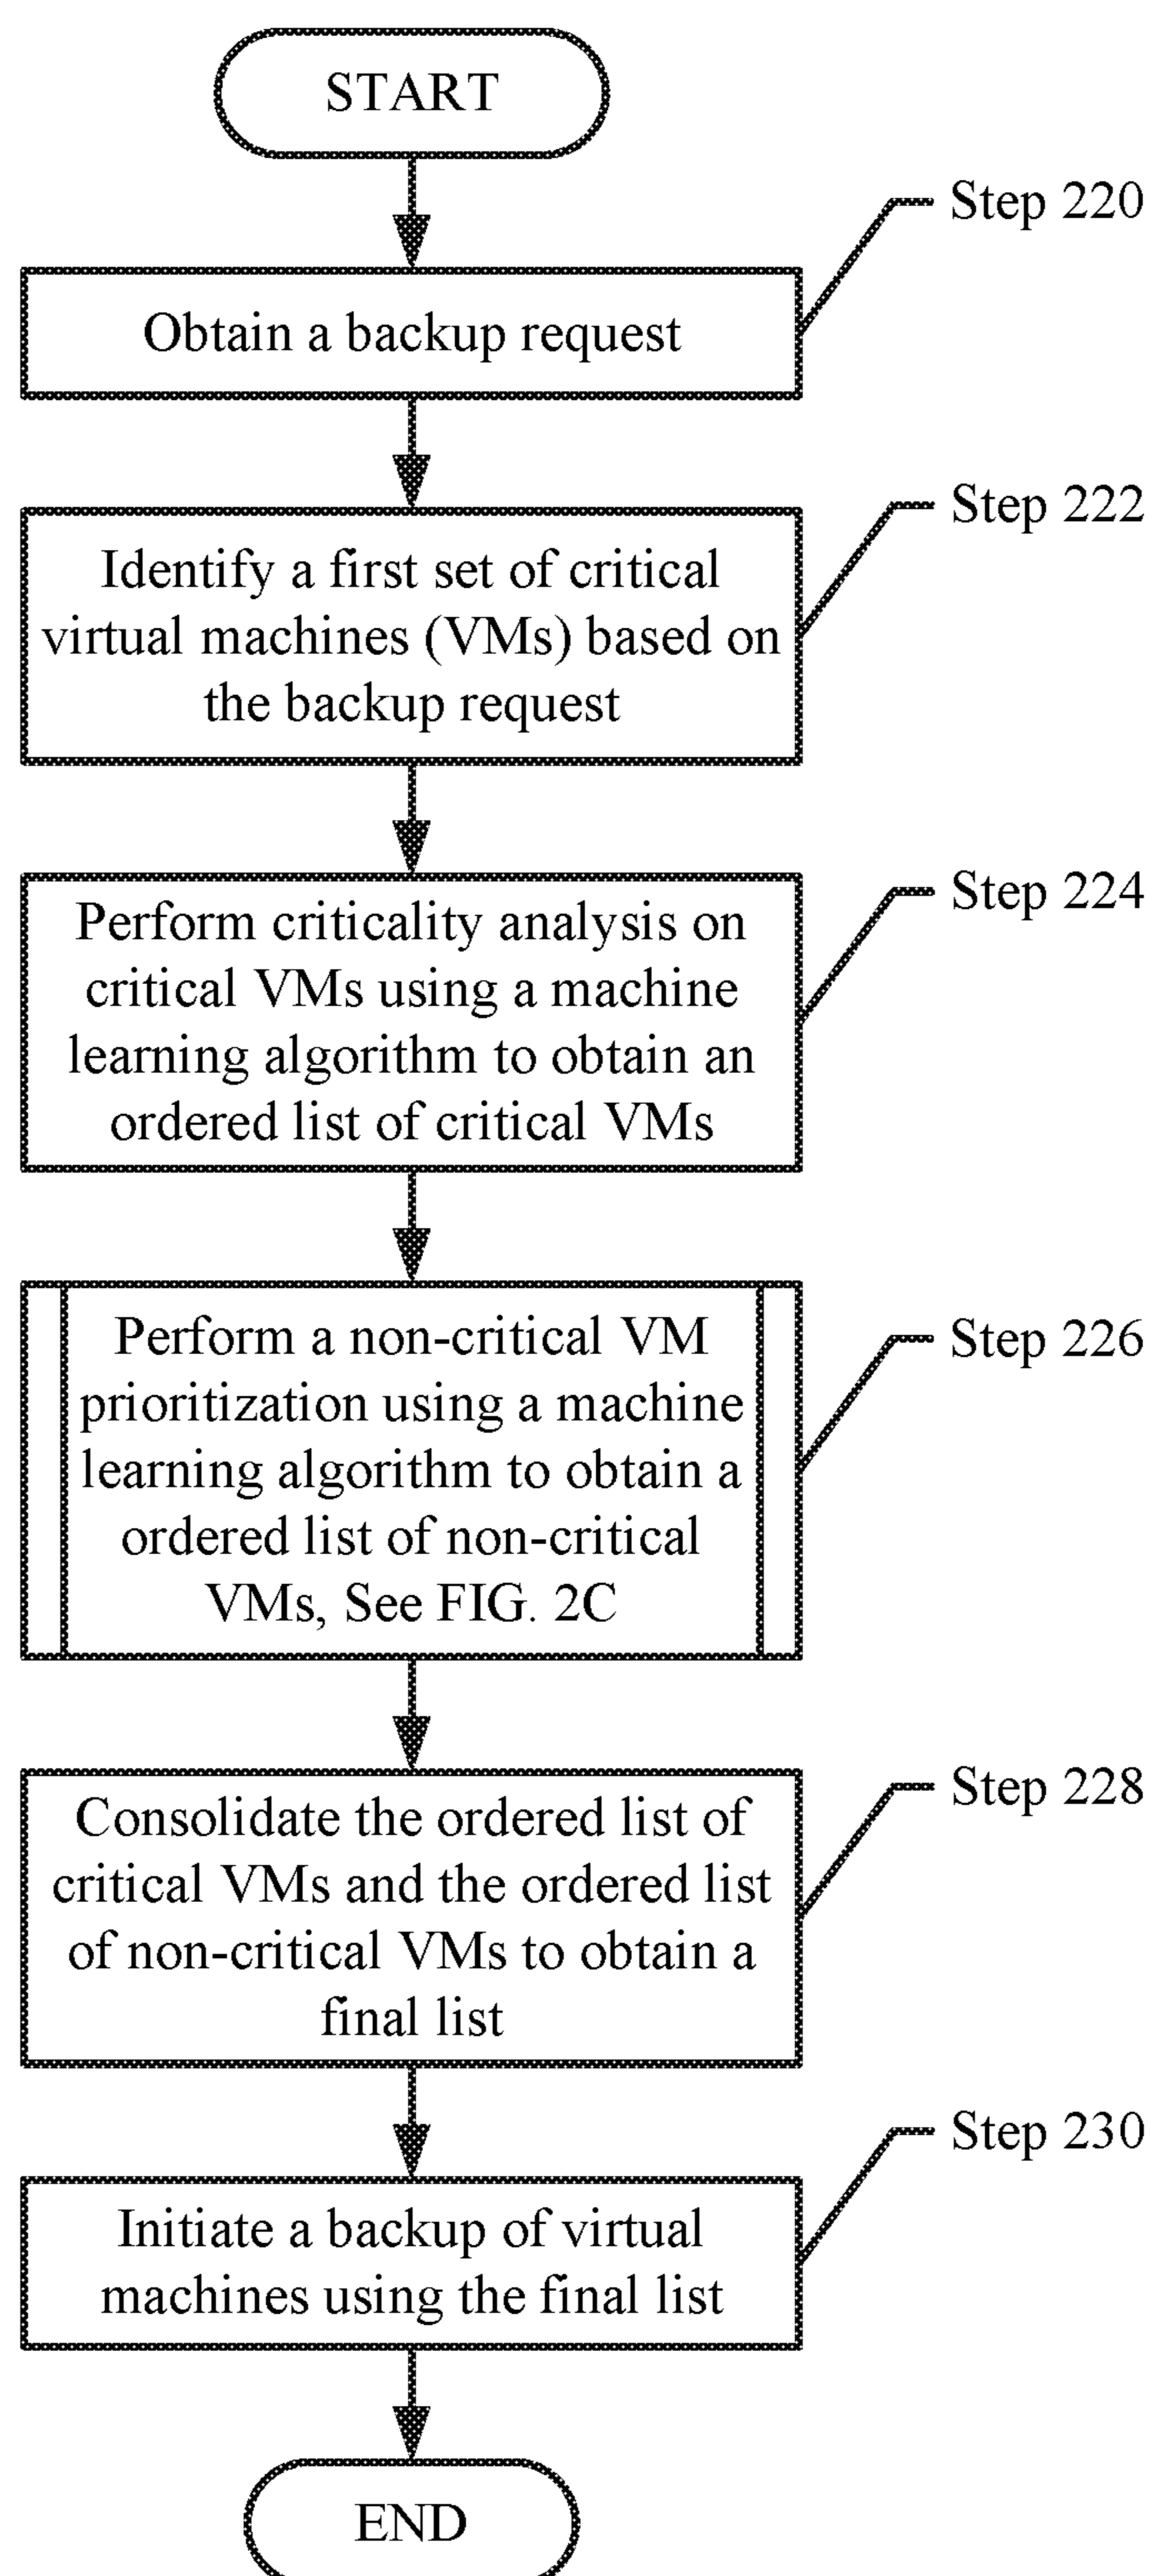 START
Step 220
Obtain a backup request
Step 222
Identify a first set of critical
virtual machines (VMs) based on
the backup request
Step 224
Perform criticality analysis on
critical VMs using a machine
learning algorithm to obtain an
ordered list of critical VMs
Step 226
Perform a non-critical VM
prioritization using a machine
learning algorithm to obtain a
ordered list of non-critical
VMs, See FIG. 2C
Step 228
Consolidate the ordered list of
critical VMs and the ordered list
of non-critical VMs to obtain a
final list
Step 230
Initiate a backup of virtual
machines using the final list
END